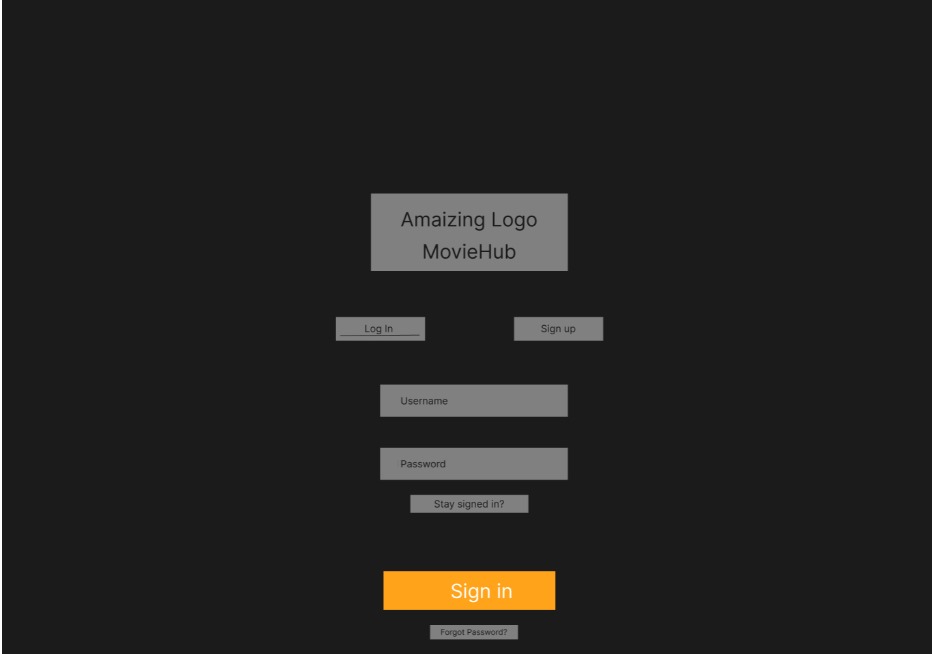 Amaizing Logo
MovieHub
Log In
Sign up
Username
Password
Stay signed in?
Sign in
Forgot Password?